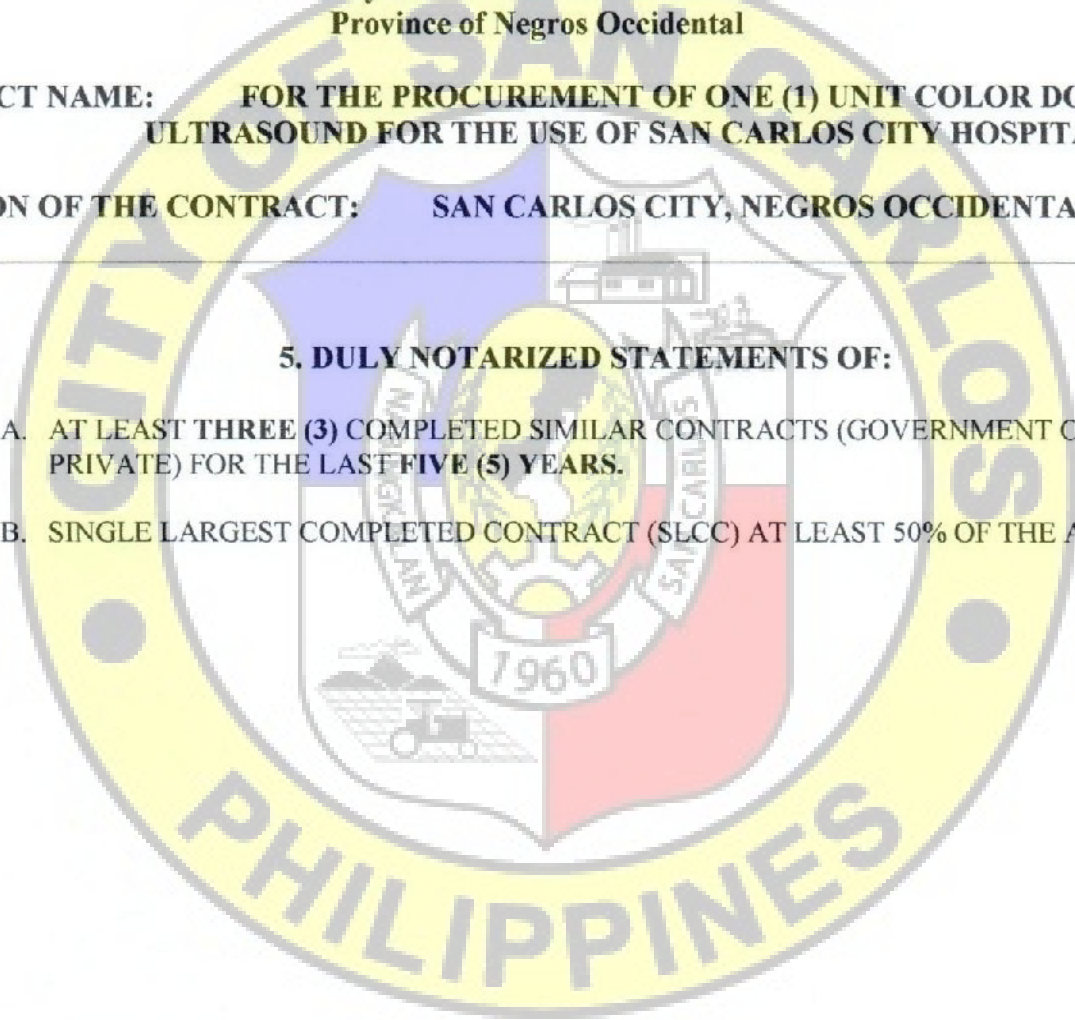 Province of Negros Occidental
CT NAME: FOR THE PROCUREMENT OF ONE (1) UNIT COLOR DO
ULTRASOUND FOR THE USE OF SAN CARLOS CITY HOSPITA
ON OF THE CONTRACT: SAN CARLOS CITY, NEGROS OCCIDENTA
5. DULY NOTARIZED STATEMENTS OF:
A. AT LEAST THREE (3) COMPLETED SIMILAR CONTRACTS (GOVERNMENT O
PRIVATE) FOR THE LAST FIVE (5) YEARS.
B. SINGLE LARGEST COMPLETED CONTRACT (SLCC) AT LEAST 50% OF THE A
CITY OF SAN CARLOS
SAN CARLOS
1960
PHILIPPINES